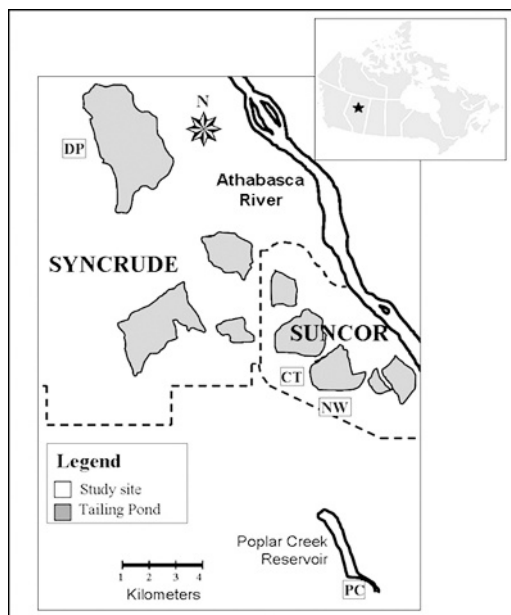 N
DP
Athabasca
River
SYNCRUDE
SUNCOR
CT
NW
Legend
Study site
Tailing Pond
Poplar Creek
Reservoir
PC
1 2 3 4
Kilometers